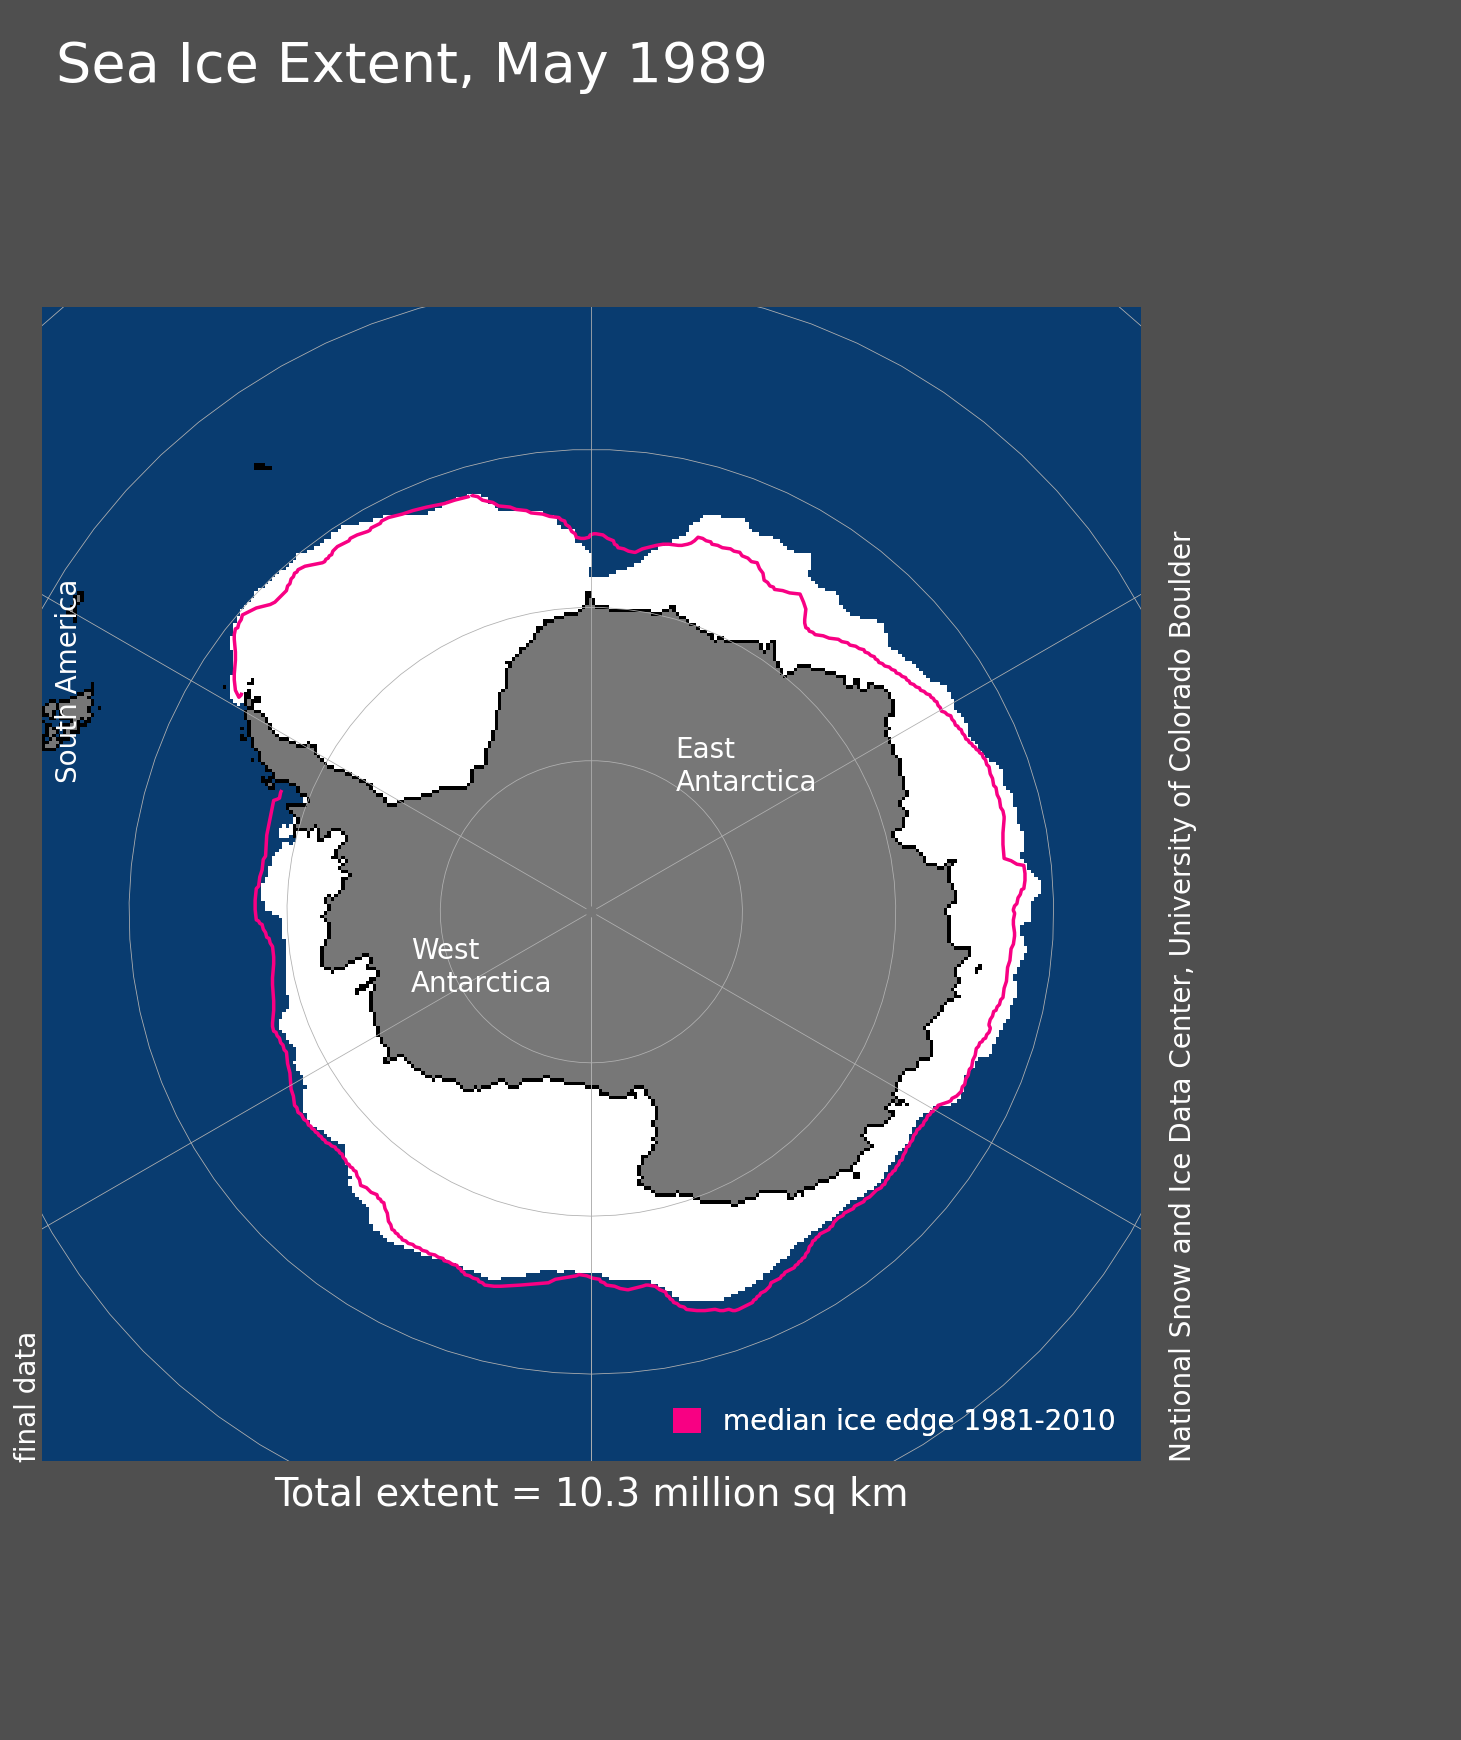 Sea Ice Extent, May 1989
South America
East
Antarctica
West
Antarctica
final data
median ice edge 1981-2010
National Snow and Ice Data Center, University of Colorado Boulder
Total extent = 10.3 million sq km